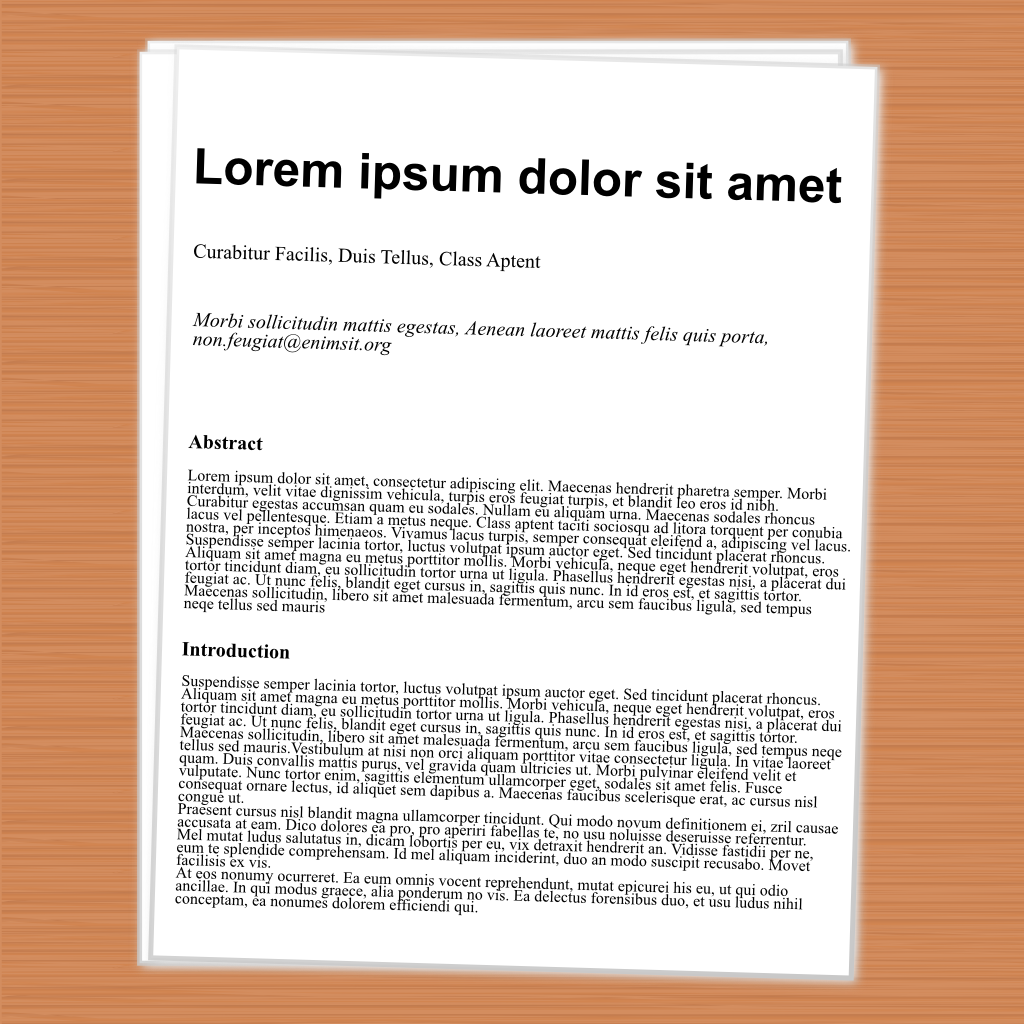 Lorem ipsum dolor sit amet
Curabitur Facilis, Duis Tellus, Class Aptent
Morbi sollicitudin mattis egestas, Aenean laoreet mattis felis quis porta,
non.feugiat@enimsit.org
Abstract
Lorem ipsum dolor sit amet, consectetur adipiscing elit. Maecenas hendrerit pharetra semper. Morbi
interdum, velit vitae dignissim vehicula, turpis eros feugiat turpis, et blandit leo eros id nibh.
Curabitur egestas accumsan quam eu sodales. Nullam eu aliquam urna. Maecenas sodales rhoncus
lacus vel pellentesque. Etiam a metus neque. Class aptent taciti sociosqu ad litora torquent per conubia
nostra, per inceptos himenaeos. Vivamus lacus turpis, semper consequat eleifend a, adipiscing vel lacus.
Suspendisse semper lacinia tortor, luctus volutpat ipsum auctor eget. Sed tincidunt placerat rhoncus.
Aliquam sit amet magna eu metus porttitor mollis. Morbi vehicula, neque eget hendrerit volutpat, eros
tortor tincidunt diam, eu sollicitudin tortor urna ut ligula. Phasellus hendrerit egestas nisi, a placerat dui
feugiat ac. Ut nunc felis, blandit eget cursus in, sagittis quis nunc. In id eros est, et sagittis tortor.
Maecenas sollicitudin, libero sit amet malesuada fermentum, arcu sem faucibus ligula, sed tempus
neqe tellus sed mauris
Introduction
Suspendisse semper lacinia tortor, luctus volutpat ipsum auctor eget. Sed tincidunt placerat rhoncus.
Aliquam sit amet magna eu metus porttitor mollis. Morbi vehicula, neque eget hendrerit volutpat, eros
tortor tincidunt diam, eu sollicitudin tortor urna ut ligula. Phasellus hendrerit egestas nisi, a placerat dui
feugiat ac. Ut nunc felis, blandit eget cursus in, sagittis quis nunc. In id eros est, et sagittis tortor.
Maecenas sollicitudin, libero sit amet malesuada fermentum, arcu sem faucibus ligula, sed tempus neqe
tellus sed mauris.Vestibulum at nisi non orci aliquam porttitor vitae consectetur ligula. In vitae laoreet
quam. Duis convallis mattis purus, vel gravida quam ultricies ut. Morbi pulvinar eleifend velit et
vulputate. Nunc tortor enim, sagittis elementum ullamcorper eget, sodales sit amet felis. Fusce
consequat ornare lectus, id aliquet sem dapibus a. Maecenas faucibus scelerisque erat, ac cursus nisl
congue ut.
Praesent cursus nisl blandit magna ullamcorper tincidunt. Qui modo novum definitionem ei, zril causae
accusata at eam. Dico dolores ea pro, pro aperiri fabellas te, no usu noluisse deseruisse referrentur.
Mel mutat ludus salutatus in, dicam lobortis per eu, vix detraxit hendrerit an. Vidisse fastidii per ne,
eum te splendide comprehensam. Id mel aliquam inciderint, duo an modo suscipit recusabo. Movet
facilisis ex vis.
At eos nonumy ocurreret. Ea eum omnis vocent reprehendunt, mutat epicurei his eu, ut qui odio
ancillae. In qui modus graece, alia ponderum no vis. Ea delectus forensibus duo, et usu ludus nihil
conceptam, ea nonumes dolorem efficiendi qui.